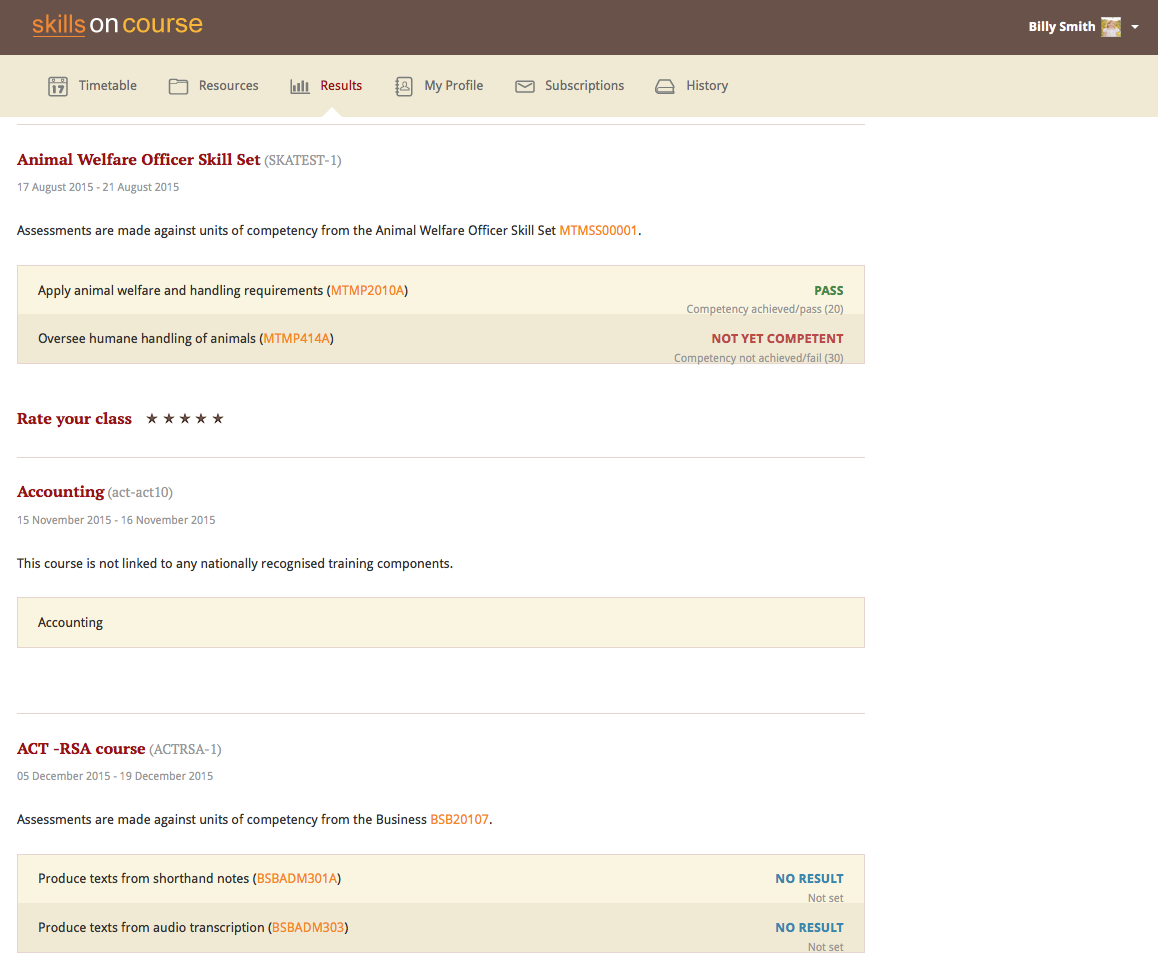 skillsoncourse
Billy Smith
17 Timetable Resources Results My Profile Subscriptions History
Animal Welfare Officer Skill Set (SKATEST-1)
17 August 2015 - 21 August 2015
Assessments are made against units of competency from the Animal Welfare Officer Skill Set MTMSS00001.
Apply animal welfare and handling requirements (MTMP2010A) PASS
Competency achieved/pass (20)
Oversee humane handling of animals (MTMP414A) NOT YET COMPETENT
Competency not achieved/fail (30)
Rate your class ★ ★ ★ ★ ★
Accounting (act-act10)
15 November 2015 - 16 November 2015
This course is not linked to any nationally recognised training components.
Accounting
ACT -RSA course (ACTRSA-1)
05 December 2015 - 19 December 2015
Assessments are made against units of competency from the Business BSB20107.
Produce texts from shorthand notes (BSBADM301A) NO RESULT
Not set
Produce texts from audio transcription (BSBADM303) NO RESULT
Not set